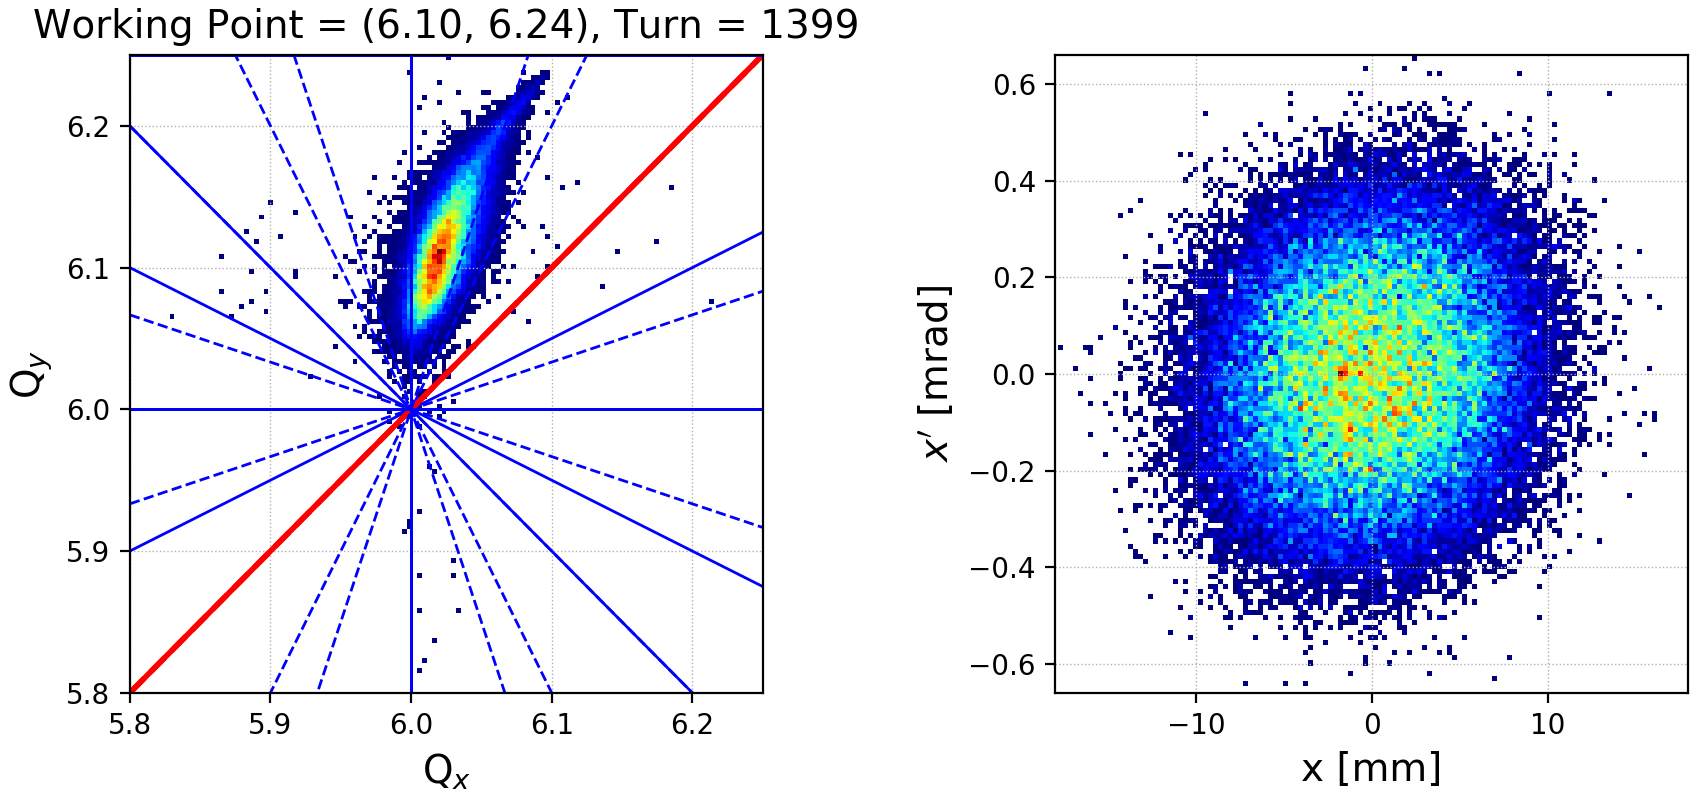 Working Point = (6.10, 6.24), Turn = 1399
6.2
6.1
6.0
5.9
5.8
Q_y
5.8 5.9 6.0 6.1 6.2
Q_x
0.6
0.4
0.2
0.0
−0.2
−0.4
−0.6
x′ [mrad]
−10 0 10
x [mm]